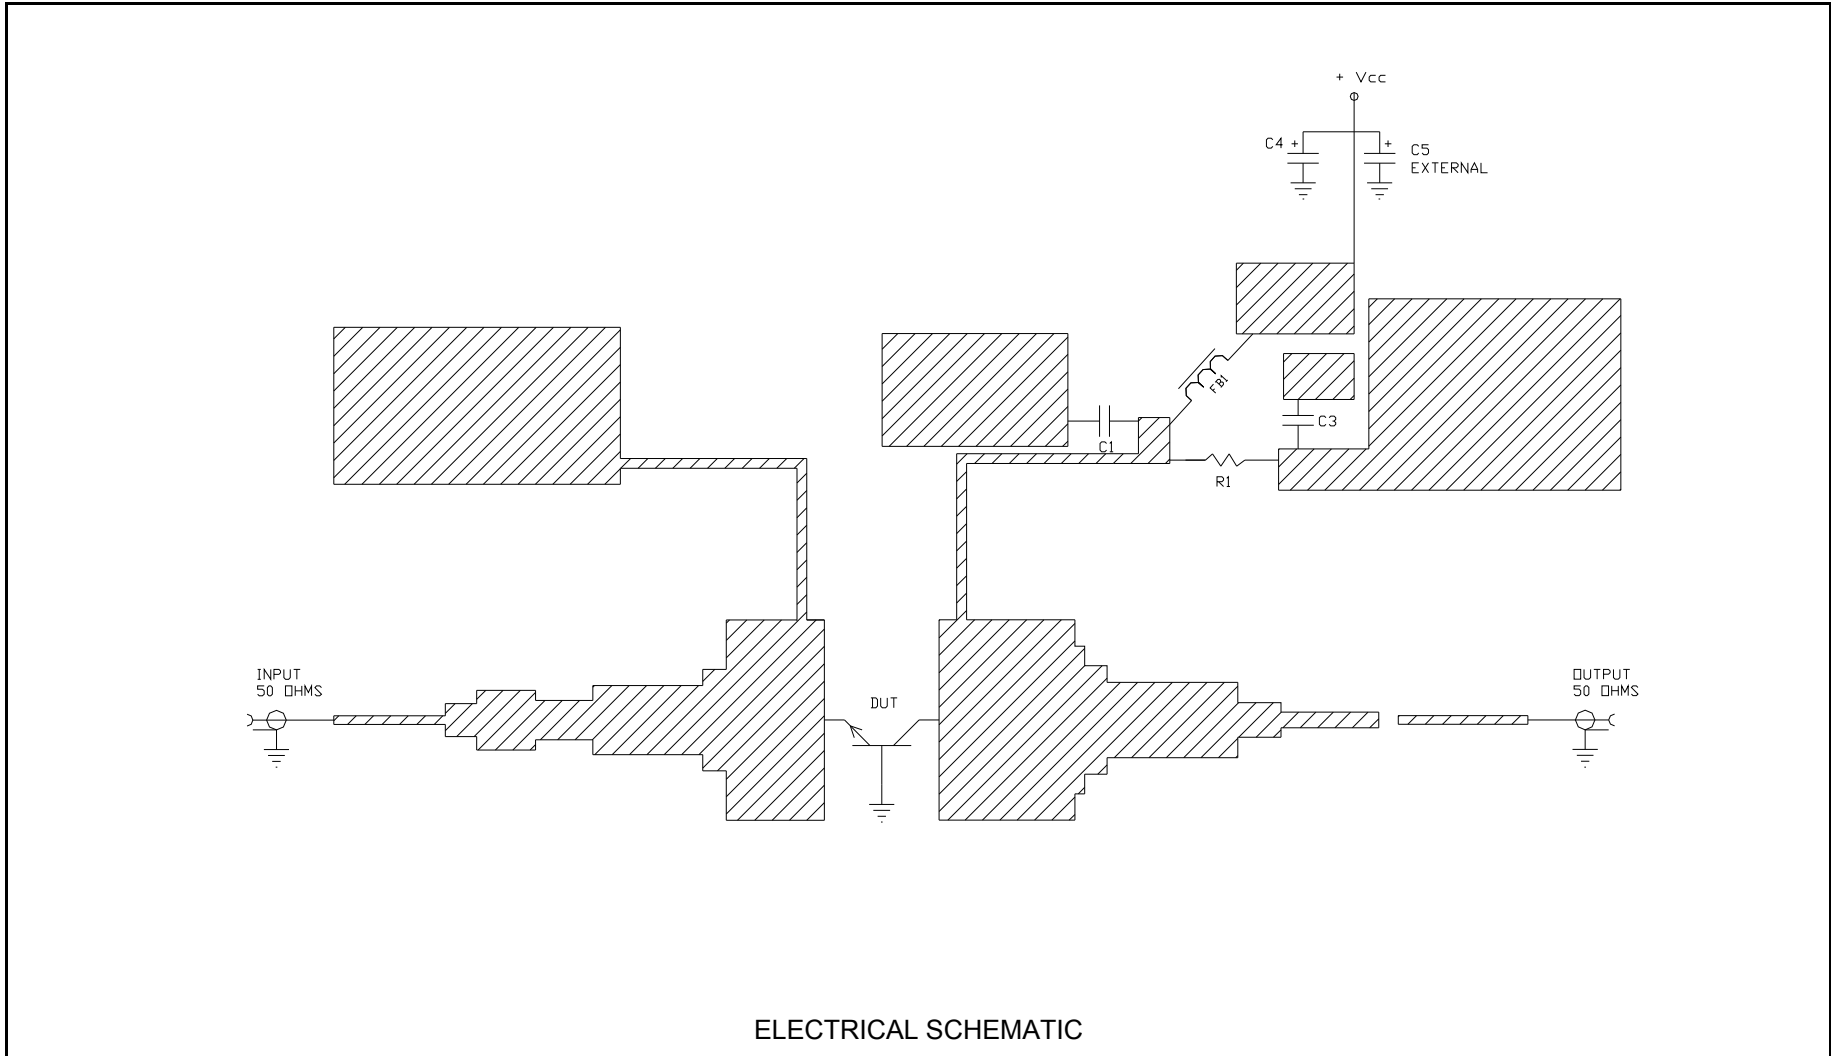 + Vcc
C4 +
+ C5
EXTERNAL
FB1
C3
C1
R1
INPUT
50 OHMS
DUT
OUTPUT
50 OHMS
ELECTRICAL SCHEMATIC